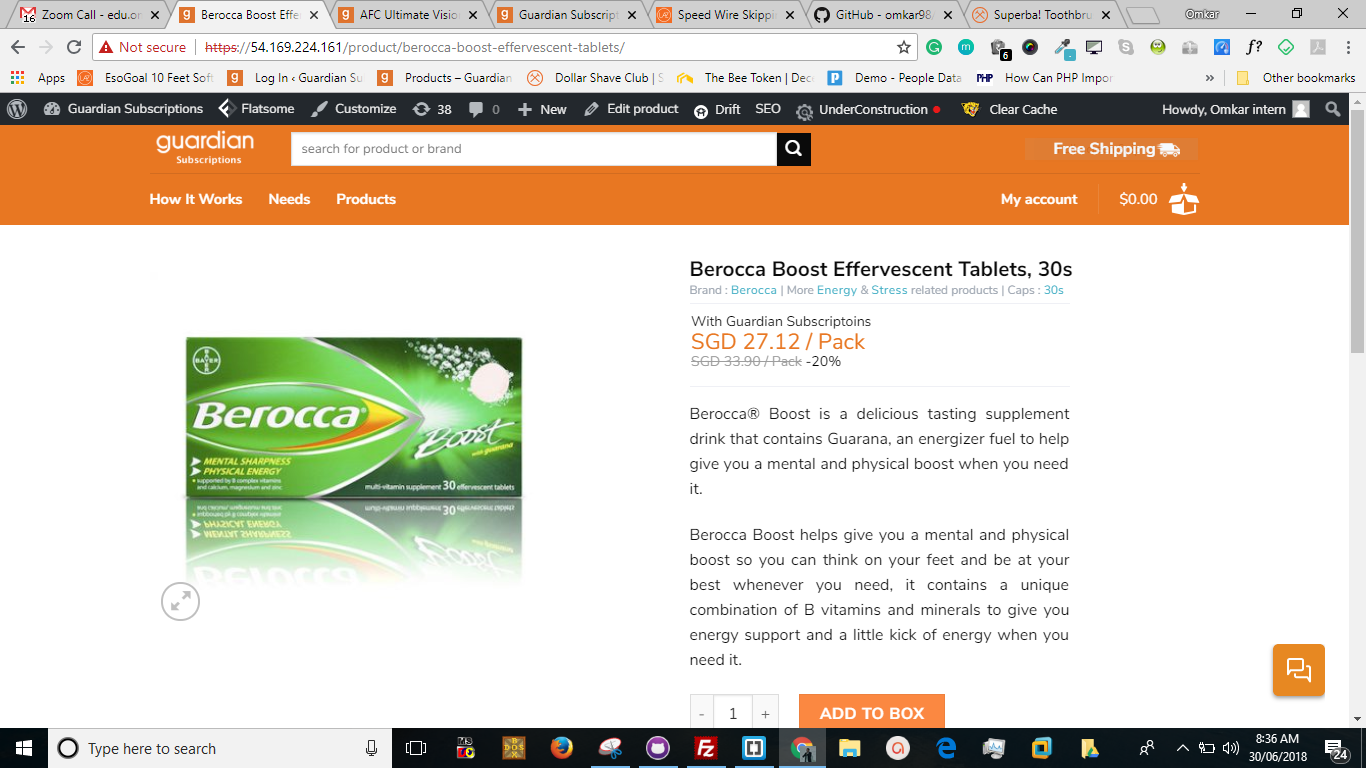 16 Zoom Call - edu.om
Berocca Boost Effe
AFC Ultimate Vision
Guardian Subscript
Speed Wire Skippi
GitHub - omkar98/
Superba! Toothbru
Omkar
Not secure | https://54.169.224.161/product/berocca-boost-effervescent-tablets/
6
f?
Apps
EsoGoal 10 Feet Soft
Log In ‹ Guardian Su
Products – Guardian
Dollar Shave Club | S
The Bee Token | Dece
Demo - People Data
PHP How Can PHP Impor
»
Other bookmarks
Guardian Subscriptions
Flatsome
Customize
38
0
New
Edit product
Drift
SEO
UnderConstruction
Clear Cache
Howdy, Omkar intern
guardian
Subscriptions
search for product or brand
Free Shipping
How It Works
Needs
Products
My account
$0.00
Berocca Boost Effervescent Tablets, 30s
Brand : Berocca | More Energy & Stress related products | Caps : 30s
With Guardian Subscriptoins
SGD 27.12 / Pack
SGD 33.90 / Pack -20%
BAYER
Berocca®
Boost
with guarana
MENTAL SHARPNESS
PHYSICAL ENERGY
supported by B complex vitamins
and calcium, magnesium and zinc
multi-vitamin supplement 30 effervescent tablets
Berocca® Boost is a delicious tasting supplement
drink that contains Guarana, an energizer fuel to help
give you a mental and physical boost when you need
it.
Berocca Boost helps give you a mental and physical
boost so you can think on your feet and be at your
best whenever you need, it contains a unique
combination of B vitamins and minerals to give you
energy support and a little kick of energy when you
need it.
- 1 +
ADD TO BOX
Type here to search
8:36 AM
30/06/2018
24